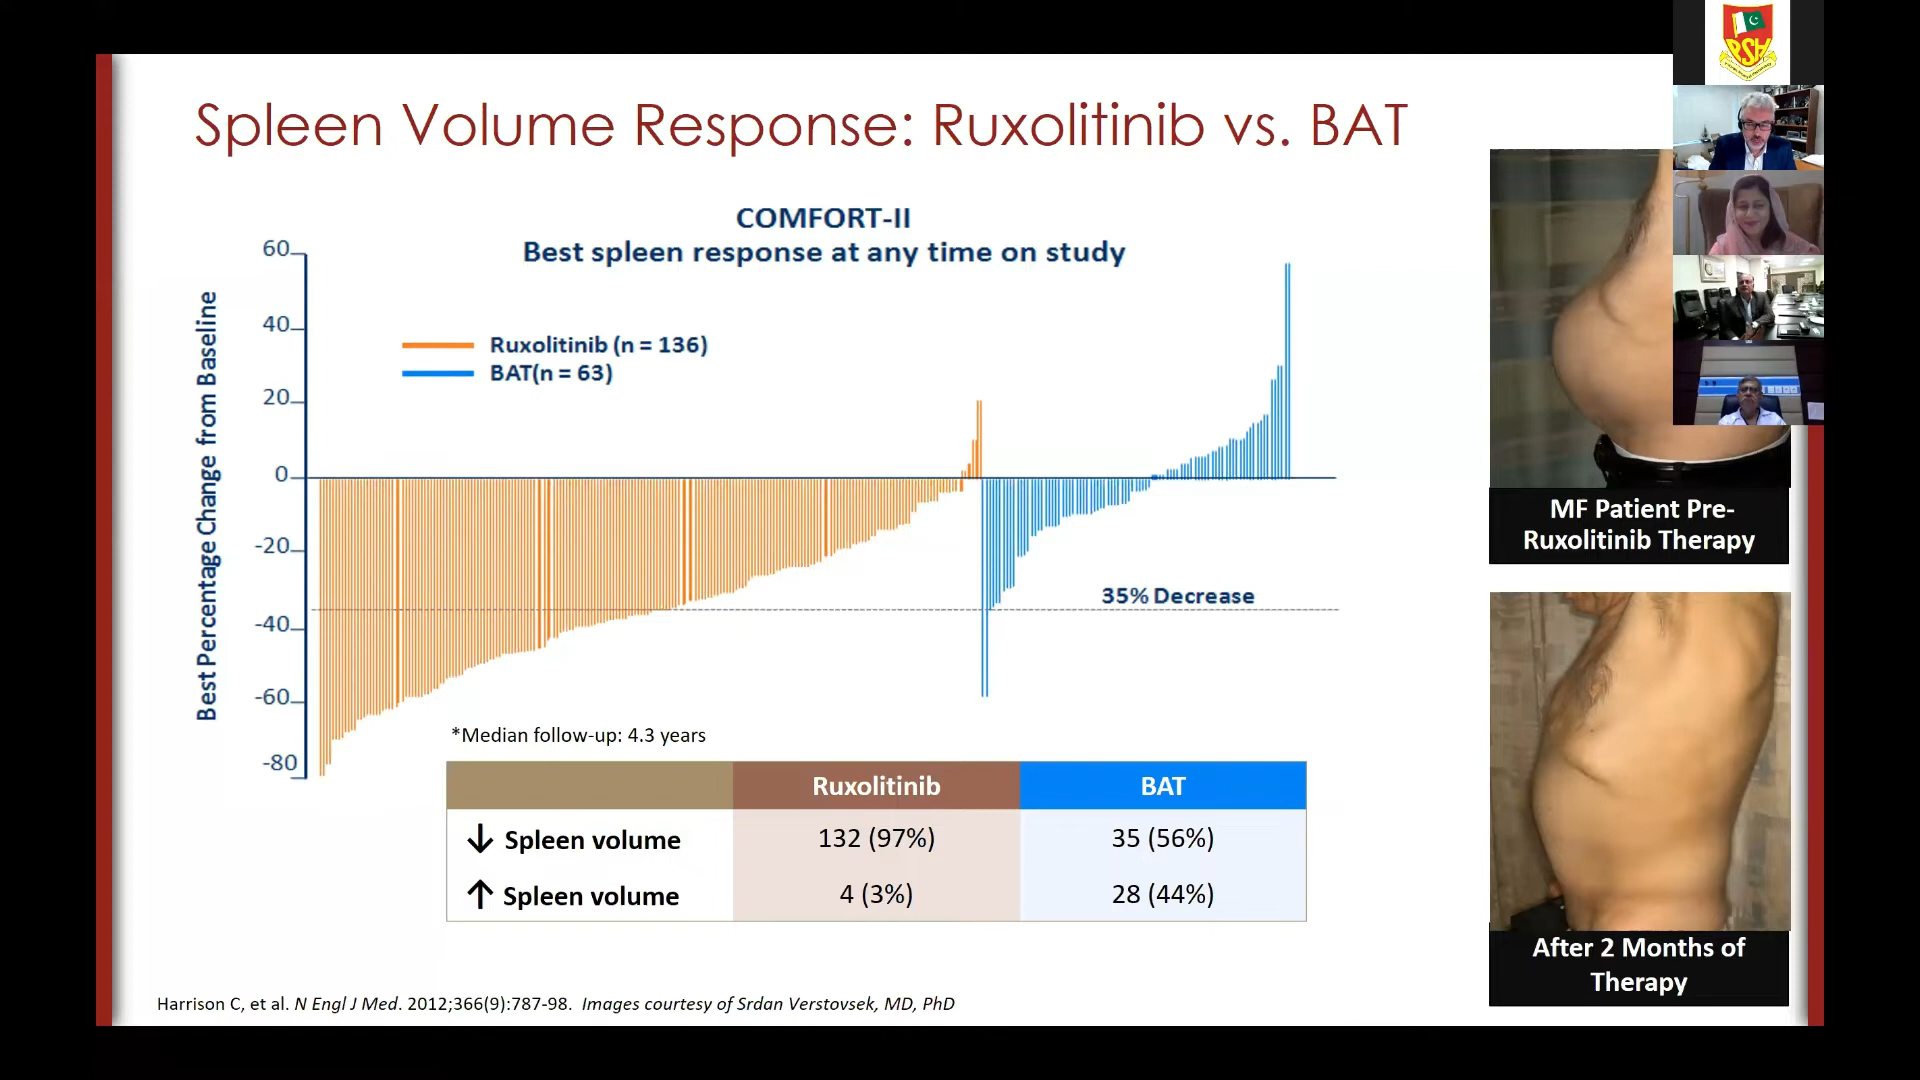 Spleen Volume Response: Ruxolitinib vs. BAT
COMFORT-II
Best spleen response at any time on study
Best Percentage Change from Baseline
60
40
20
0
-20
-40
-60
-80
Ruxolitinib (n = 136)
BAT(n = 63)
35% Decrease
*Median follow-up: 4.3 years
Ruxolitinib BAT
↓ Spleen volume 132 (97%) 35 (56%)
↑ Spleen volume 4 (3%) 28 (44%)
Harrison C, et al. N Engl J Med. 2012;366(9):787-98. Images courtesy of Srdan Verstovsek, MD, PhD
PSH
MF Patient Pre-
Ruxolitinib Therapy
After 2 Months of
Therapy